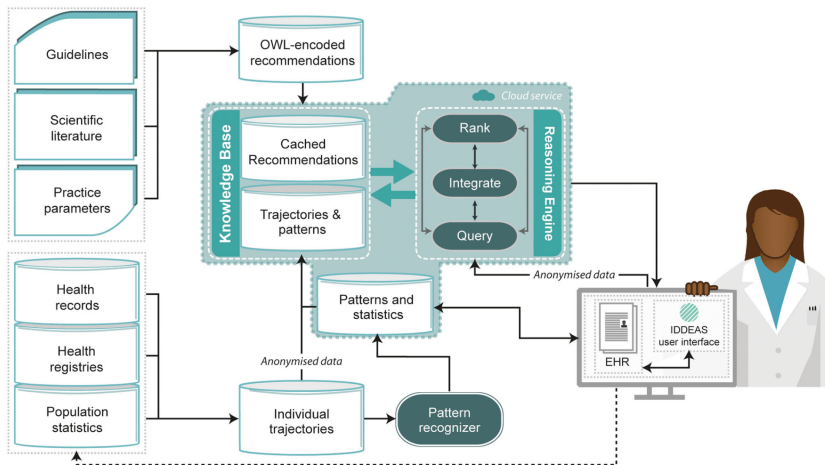 Guidelines
Scientific
literature
Practice
parameters
OWL-encoded
recommendations
Cloud service
Knowledge Base
Cached
Recommendations
Trajectories &
patterns
Rank
Integrate
Query
Reasoning Engine
Anonymised data
Health
records
Health
registries
Population
statistics
Patterns and
statistics
Anonymised data
Individual
trajectories
Pattern
recognizer
EHR
IDDEAS
user interface